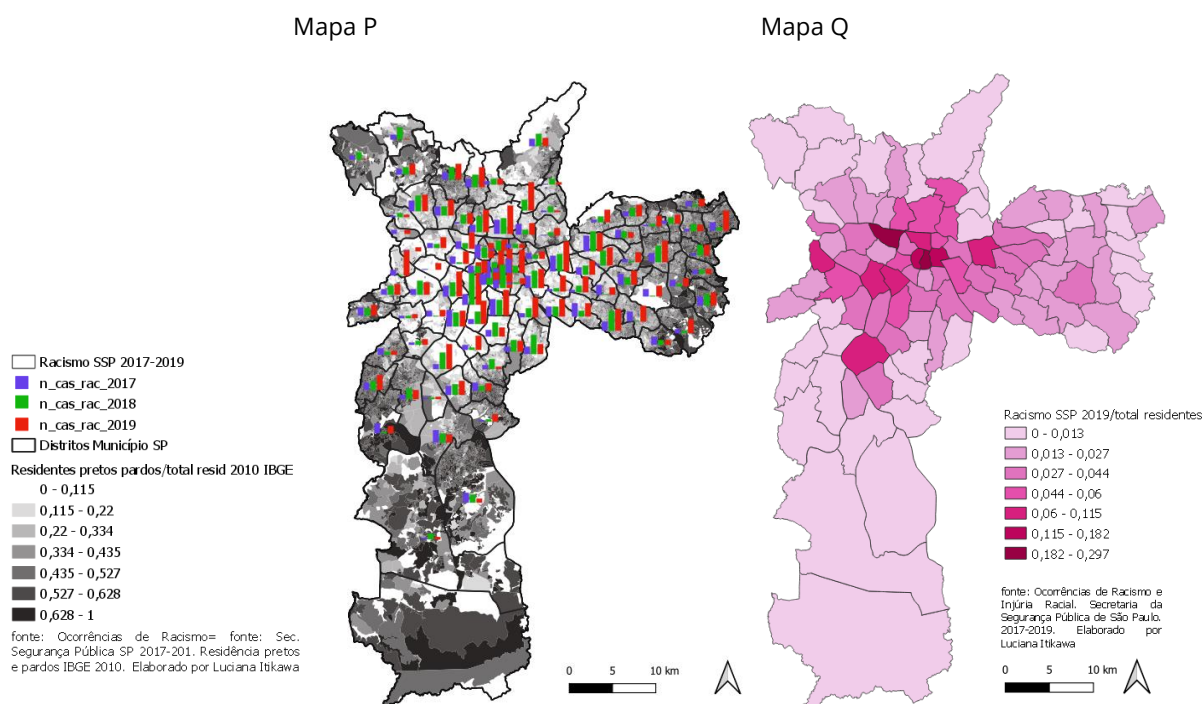 Mapa P
Mapa Q
Racismo SSP 2017-2019
n_cas_rac_2017
n_cas_rac_2018
n_cas_rac_2019
Distritos Município SP
Residentes pretos pardos/total resid 2010 IBGE
0 - 0,115
0,115 - 0,22
0,22 - 0,334
0,334 - 0,435
0,435 - 0,527
0,527 - 0,628
0,628 - 1
fonte: Ocorrências de Racismo= fonte: Sec.
Segurança Pública SP 2017-201. Residência pretos
e pardos IBGE 2010. Elaborado por Luciana Itikawa
0 5 10 km
Racismo SSP 2019/total residentes
0 - 0,013
0,013 - 0,027
0,027 - 0,044
0,044 - 0,06
0,06 - 0,115
0,115 - 0,182
0,182 - 0,297
fonte: Ocorrências de Racismo e
Injúria Racial. Secretaria da
Segurança Pública de São Paulo.
2017-2019. Elaborado por
Luciana Itikawa
0 5 10 km